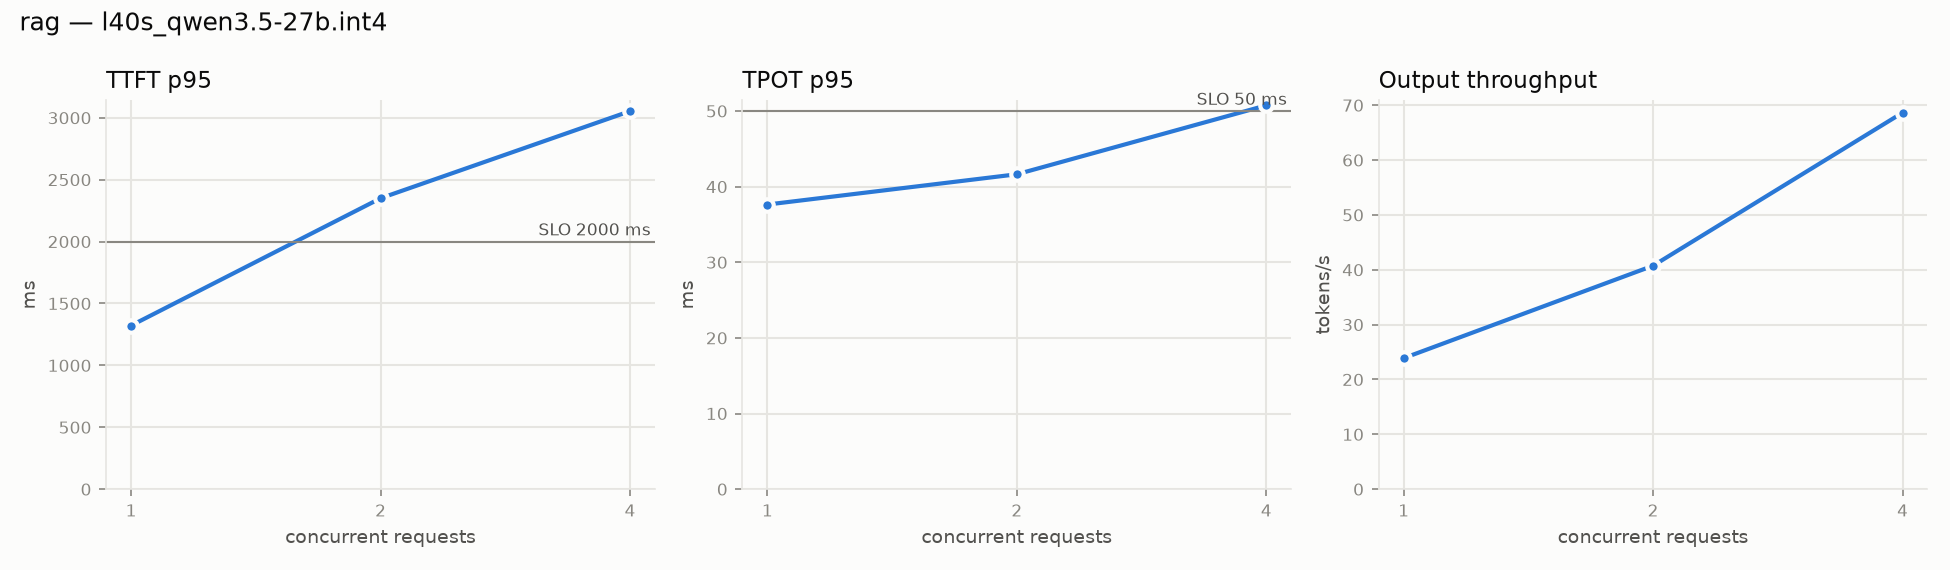 rag — l40s_qwen3.5-27b.int4
TTFT p95
3000
2500
2000
1500
1000
500
0
ms
SLO 2000 ms
1 2 4
concurrent requests
TPOT p95
50
40
30
20
10
0
ms
SLO 50 ms
1 2 4
concurrent requests
Output throughput
70
60
50
40
30
20
10
0
tokens/s
1 2 4
concurrent requests